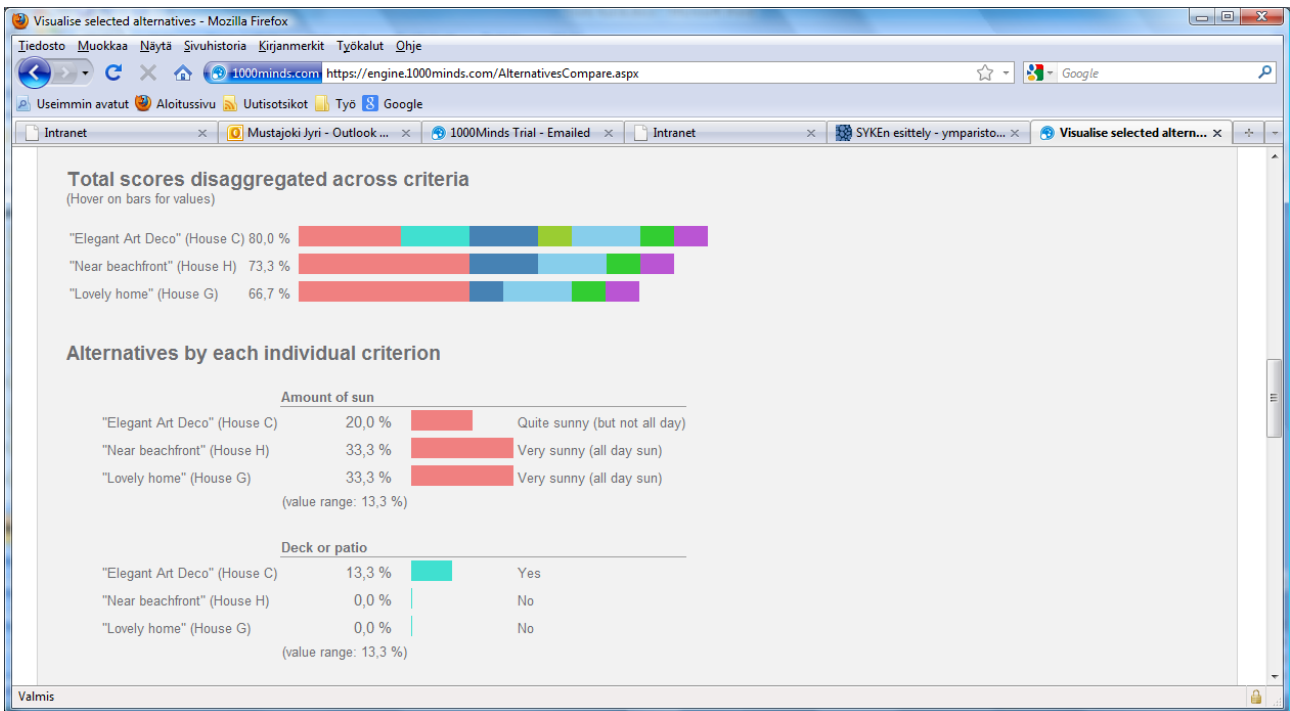 Visualise selected alternatives - Mozilla Firefox
Tiedosto Muokkaa Näytä Sivuhistoria Kirjanmerkit Työkalut Ohje
1000minds.com https://engine.1000minds.com/AlternativesCompare.aspx Google
Useimmin avatut Aloitussivu Uutisotsikot Työ Google
Intranet Mustajoki Jyri - Outlook ... 1000Minds Trial - Emailed Intranet SYKEn esittely - ymparisto... Visualise selected altern...
Total scores disaggregated across criteria
(Hover on bars for values)
"Elegant Art Deco" (House C) 80,0 %
"Near beachfront" (House H) 73,3 %
"Lovely home" (House G) 66,7 %
Alternatives by each individual criterion
Amount of sun
"Elegant Art Deco" (House C) 20,0 % Quite sunny (but not all day)
"Near beachfront" (House H) 33,3 % Very sunny (all day sun)
"Lovely home" (House G) 33,3 % Very sunny (all day sun)
(value range: 13,3 %)
Deck or patio
"Elegant Art Deco" (House C) 13,3 % Yes
"Near beachfront" (House H) 0,0 % No
"Lovely home" (House G) 0,0 % No
(value range: 13,3 %)
Valmis